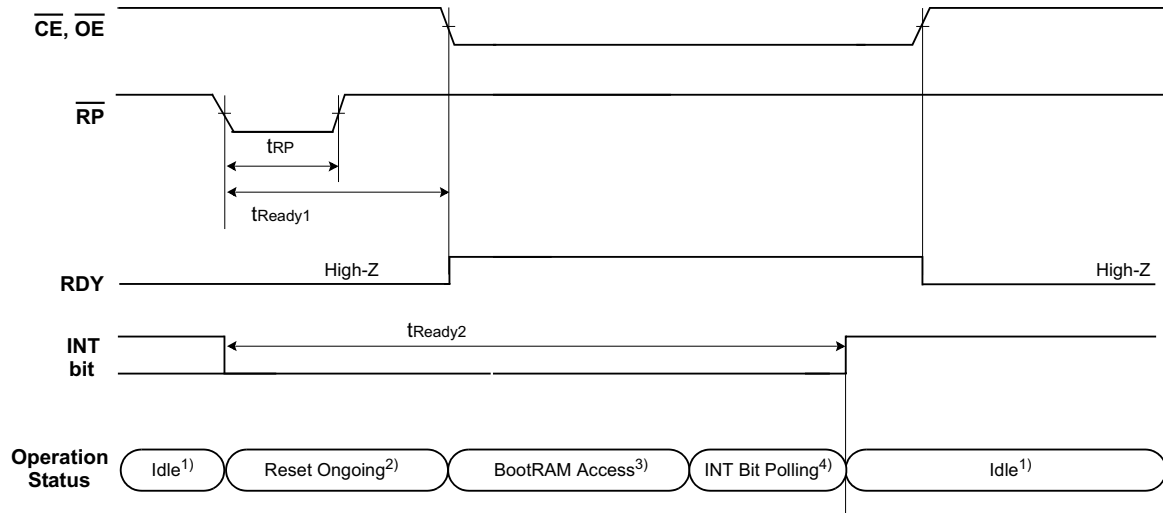 CE, OE
RP
tRP
tReady1
High-Z
High-Z
RDY
tReady2
INT
bit
Operation
Status
Idle1)
Reset Ongoing2)
BootRAM Access3)
INT Bit Polling4)
Idle1)